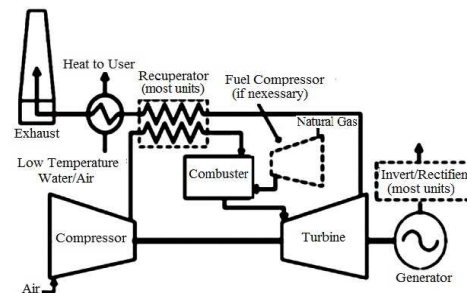 Heat to User
Recuperator
(most units)
Fuel Compressor
(if nexessary)
Natural Gas
Exhaust
Low Temperature
Water/Air
Combuster
Invert/Rectifien
(most units)
Compressor
Turbine
Generator
Air